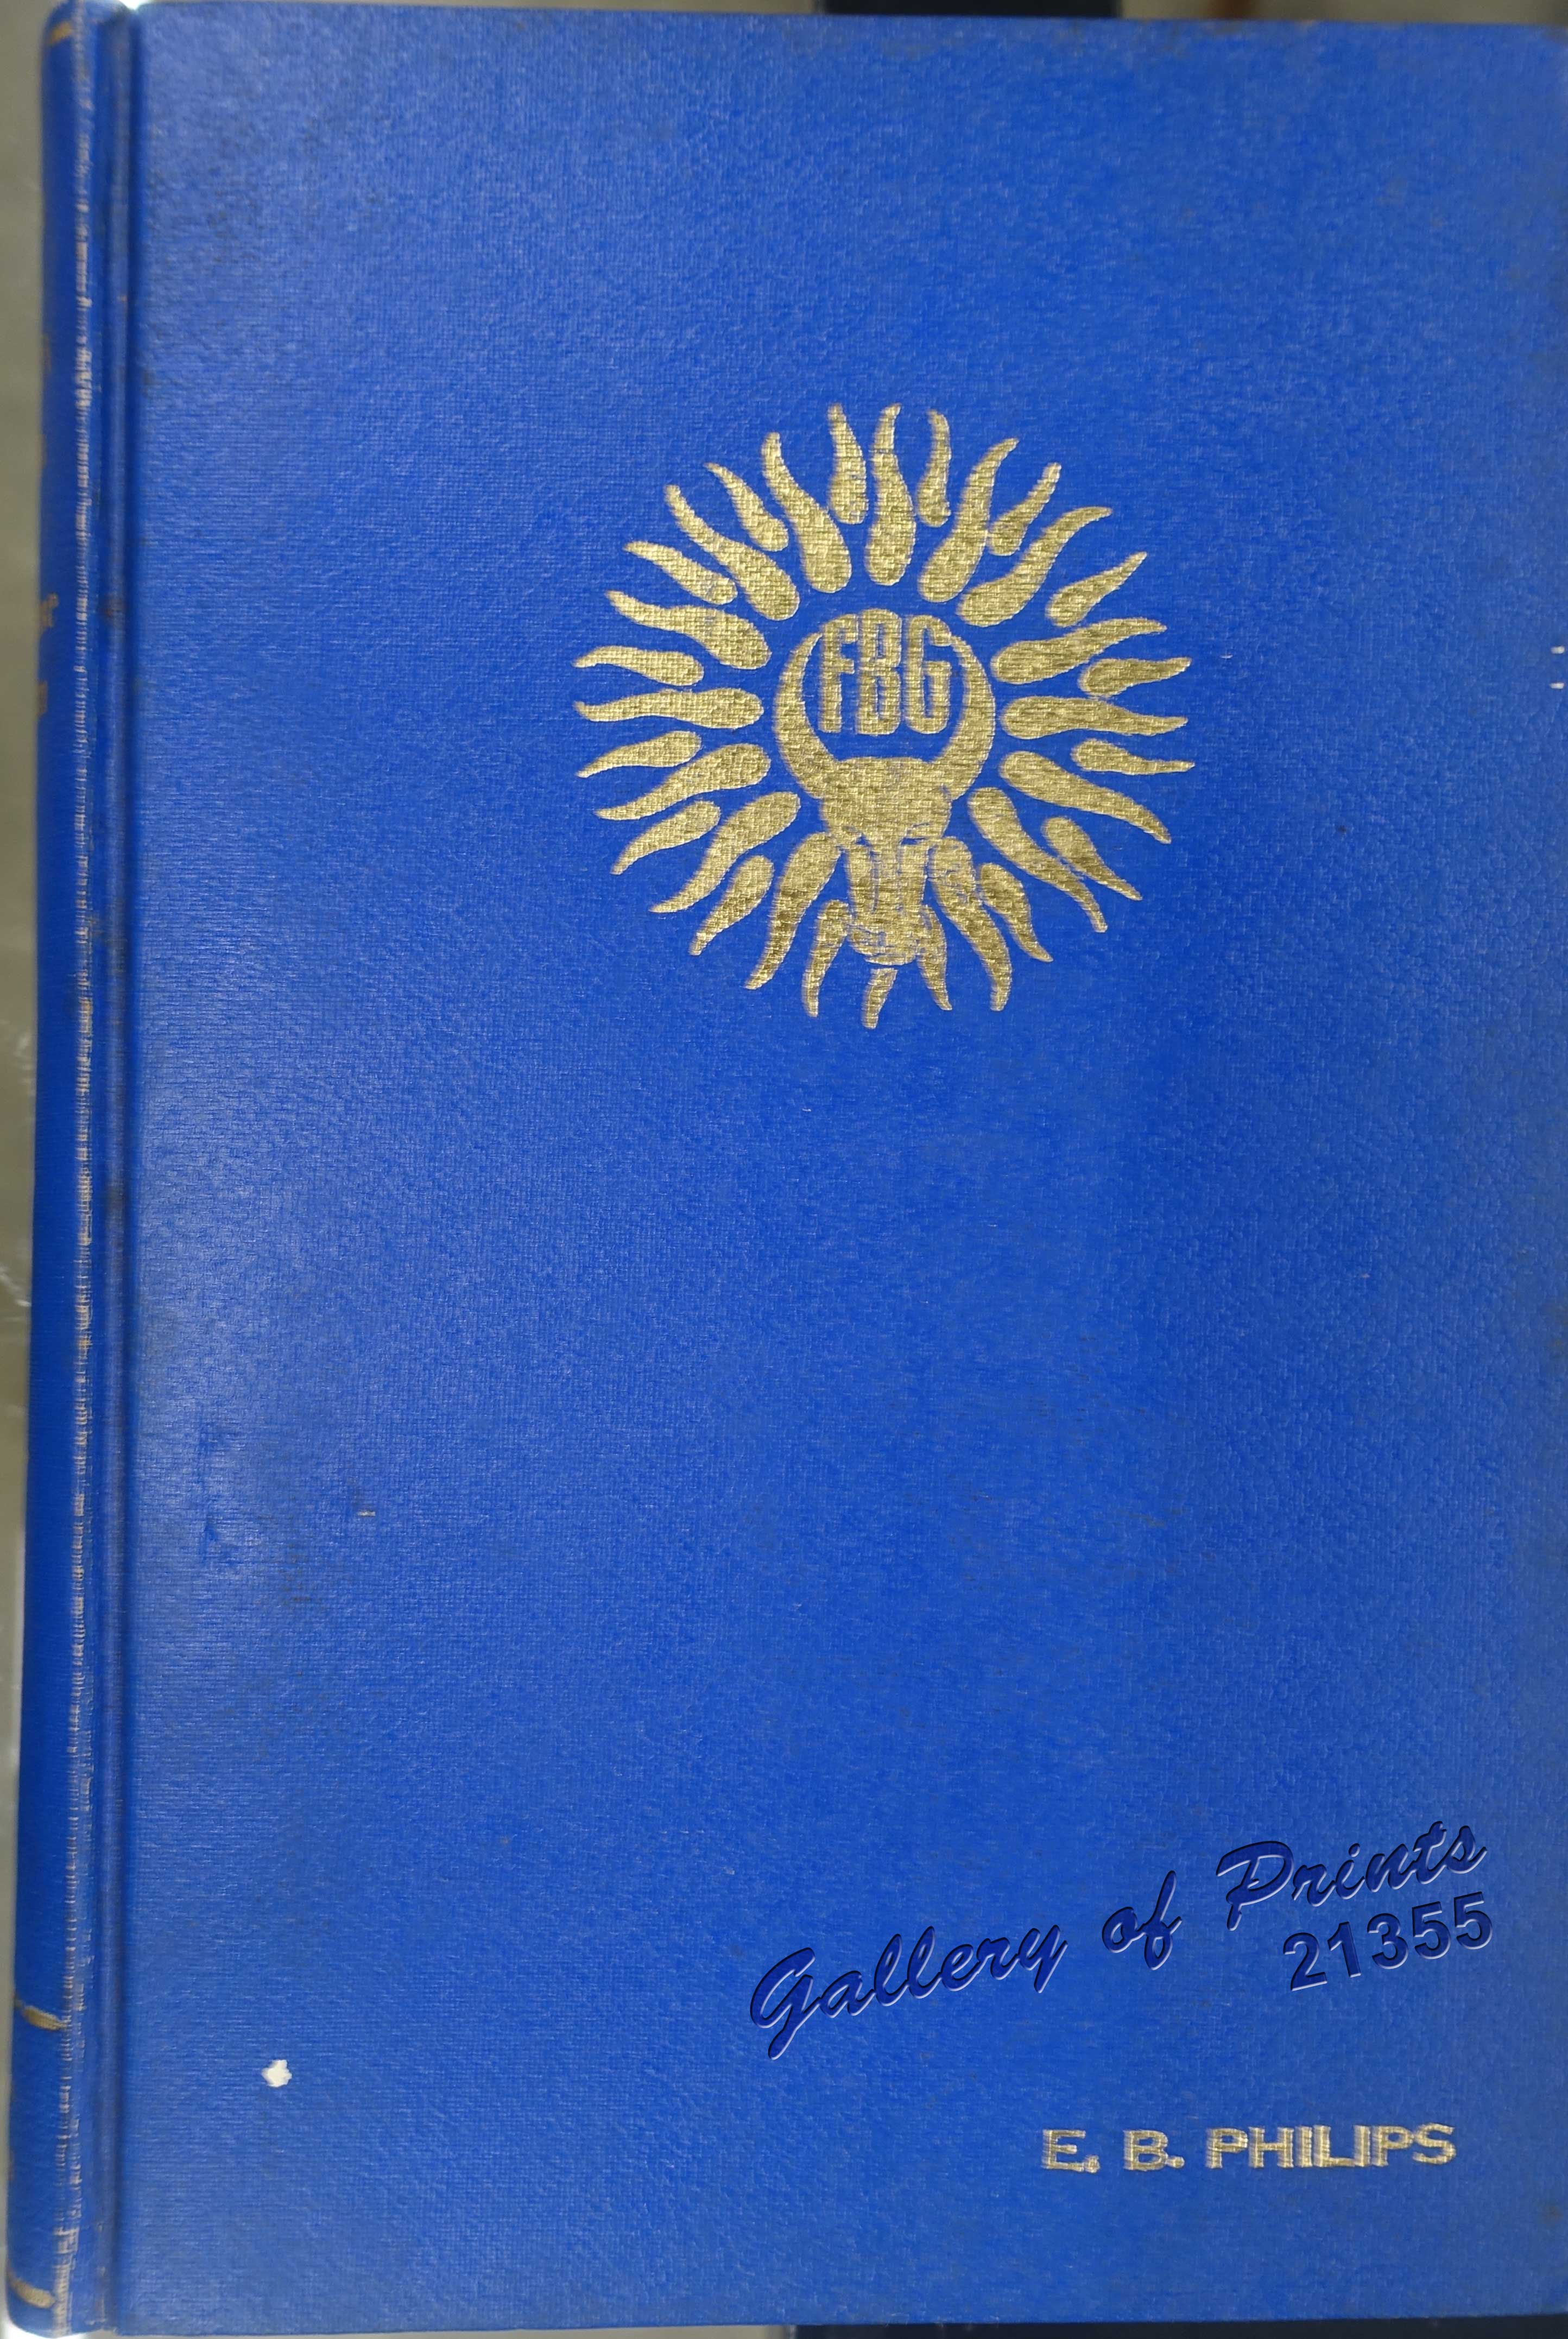 FBG
Gallery of Prints
21355
E. B. PHILIPS